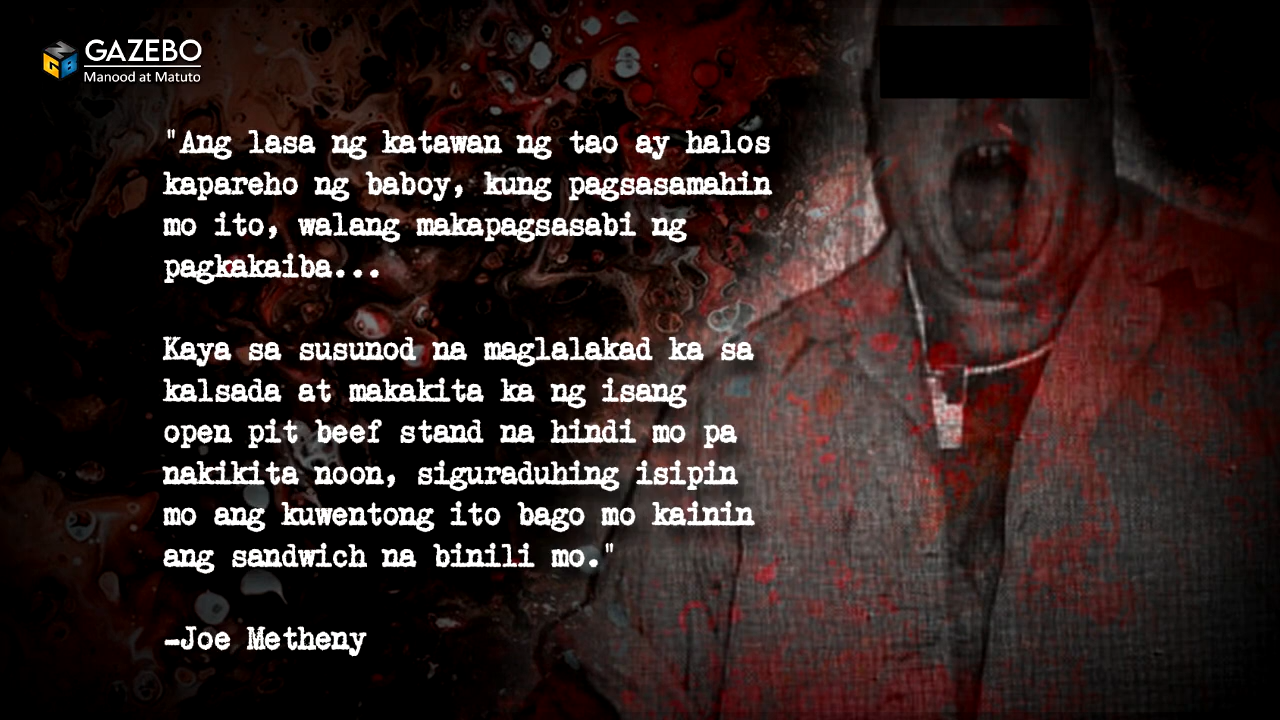 GAZEBO
Manood at Matuto
"Ang lasa ng katawan ng tao ay halos
kapareho ng baboy, kung pagsasamahin
mo ito, walang makapagsasabi ng
pagkakaiba...
Kaya sa susunod na maglalakad ka sa
kalsada at makakita ka ng isang
open pit beef stand na hindi mo pa
nakikita noon, siguraduhing isipin
mo ang kuwentong ito bago mo kainin
ang sandwich na binili mo."
-Joe Metheny